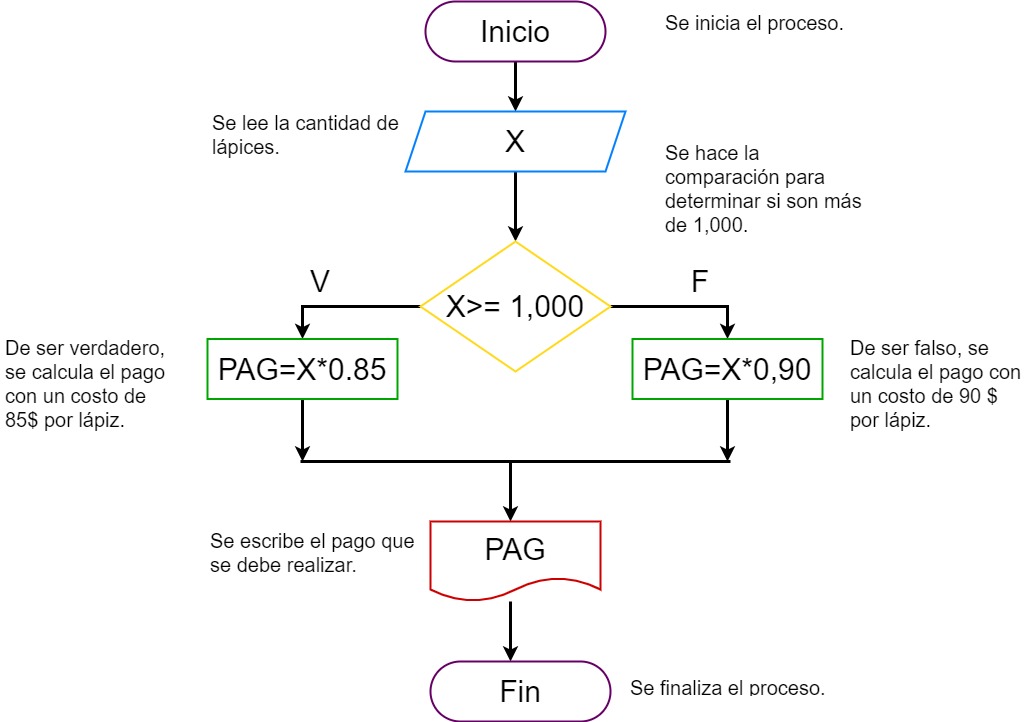 Inicio
Se inicia el proceso.
Se lee la cantidad de
lápices.
X
Se hace la
comparación para
determinar si son más
de 1,000.
V
X>= 1,000
F
De ser verdadero,
se calcula el pago
con un costo de
85$ por lápiz.
PAG=X*0.85
PAG=X*0,90
De ser falso, se
calcula el pago con
un costo de 90 $
por lápiz.
Se escribe el pago que
se debe realizar.
PAG
Fin
Se finaliza el proceso.